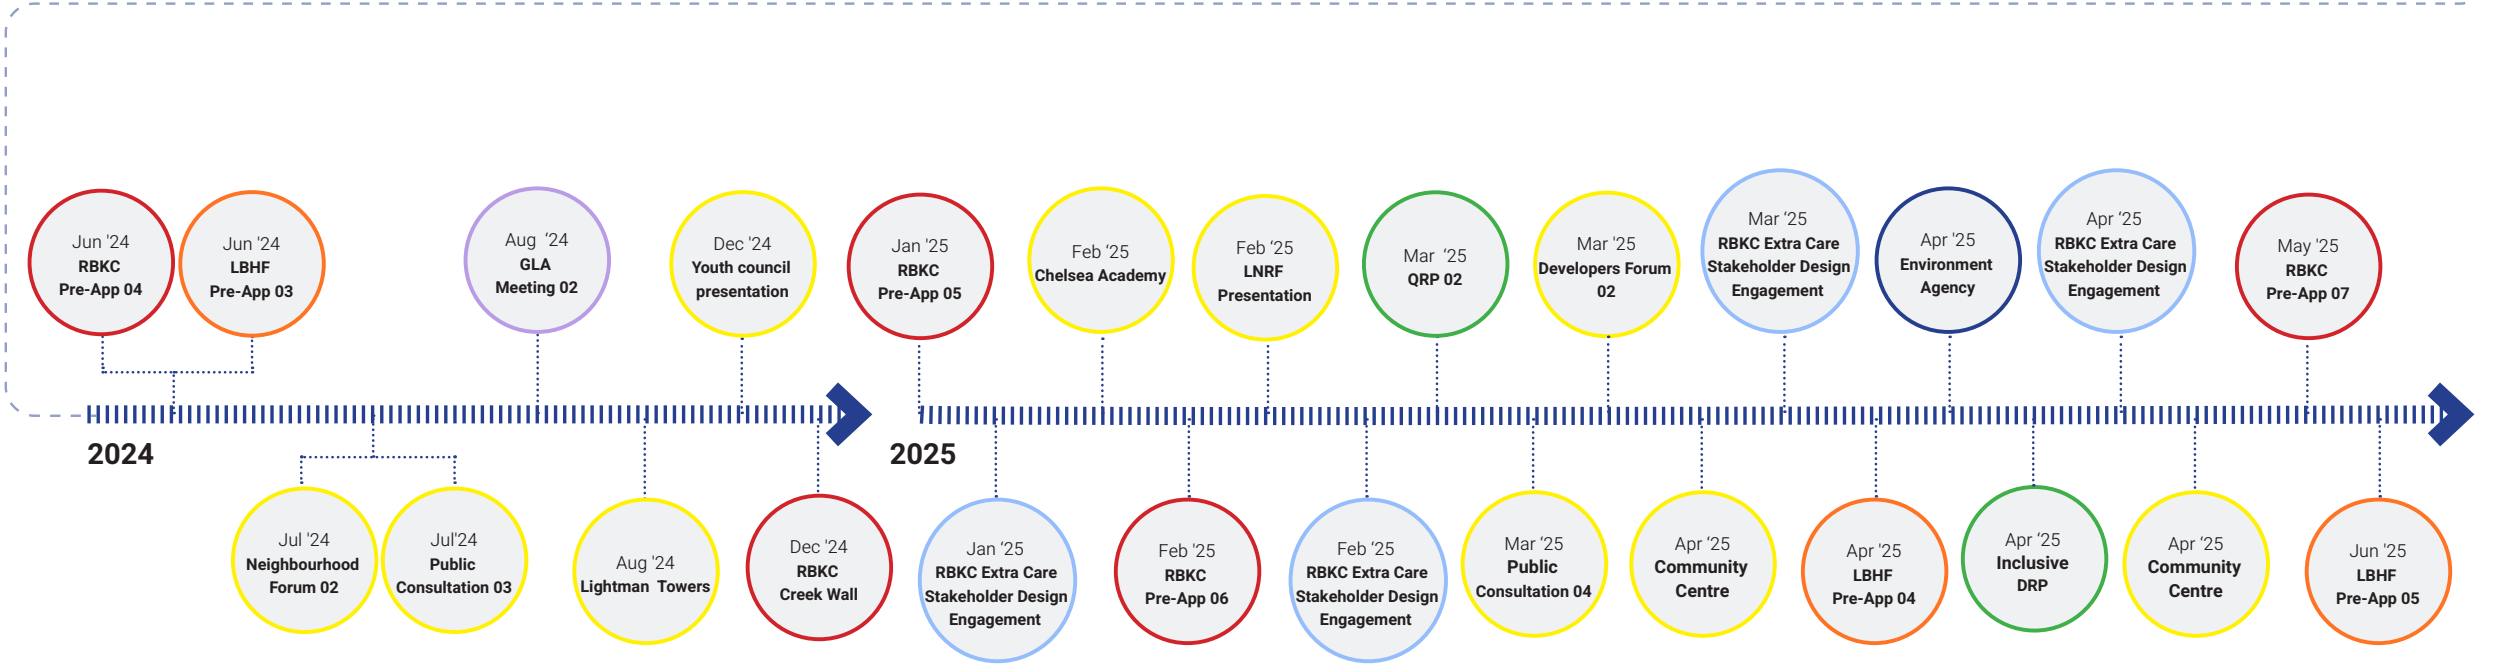 Jun '24
RBKC
Pre-App 04
Jun '24
LBHF
Pre-App 03
Aug ‘24
GLA
Meeting 02
Dec '24
Youth council
presentation
Jan '25
RBKC
Pre-App 05
Feb ‘25
Chelsea Academy
Feb ‘25
LNRF
Presentation
Mar ‘25
QRP 02
Mar '25
Developers Forum
02
Mar ‘25
RBKC Extra Care
Stakeholder Design
Engagement
Apr '25
Environment
Agency
Apr ‘25
RBKC Extra Care
Stakeholder Design
Engagement
May '25
RBKC
Pre-App 07
2024
2025
Jul '24
Neighbourhood
Forum 02
Jul'24
Public
Consultation 03
Aug '24
Lightman Towers
Dec '24
RBKC
Creek Wall
Jan ‘25
RBKC Extra Care
Stakeholder Design
Engagement
Feb '25
RBKC
Pre-App 06
Feb ‘25
RBKC Extra Care
Stakeholder Design
Engagement
Mar ‘25
Public
Consultation 04
Apr ‘25
Community
Centre
Apr '25
LBHF
Pre-App 04
Apr '25
Inclusive
DRP
Apr ‘25
Community
Centre
Jun '25
LBHF
Pre-App 05